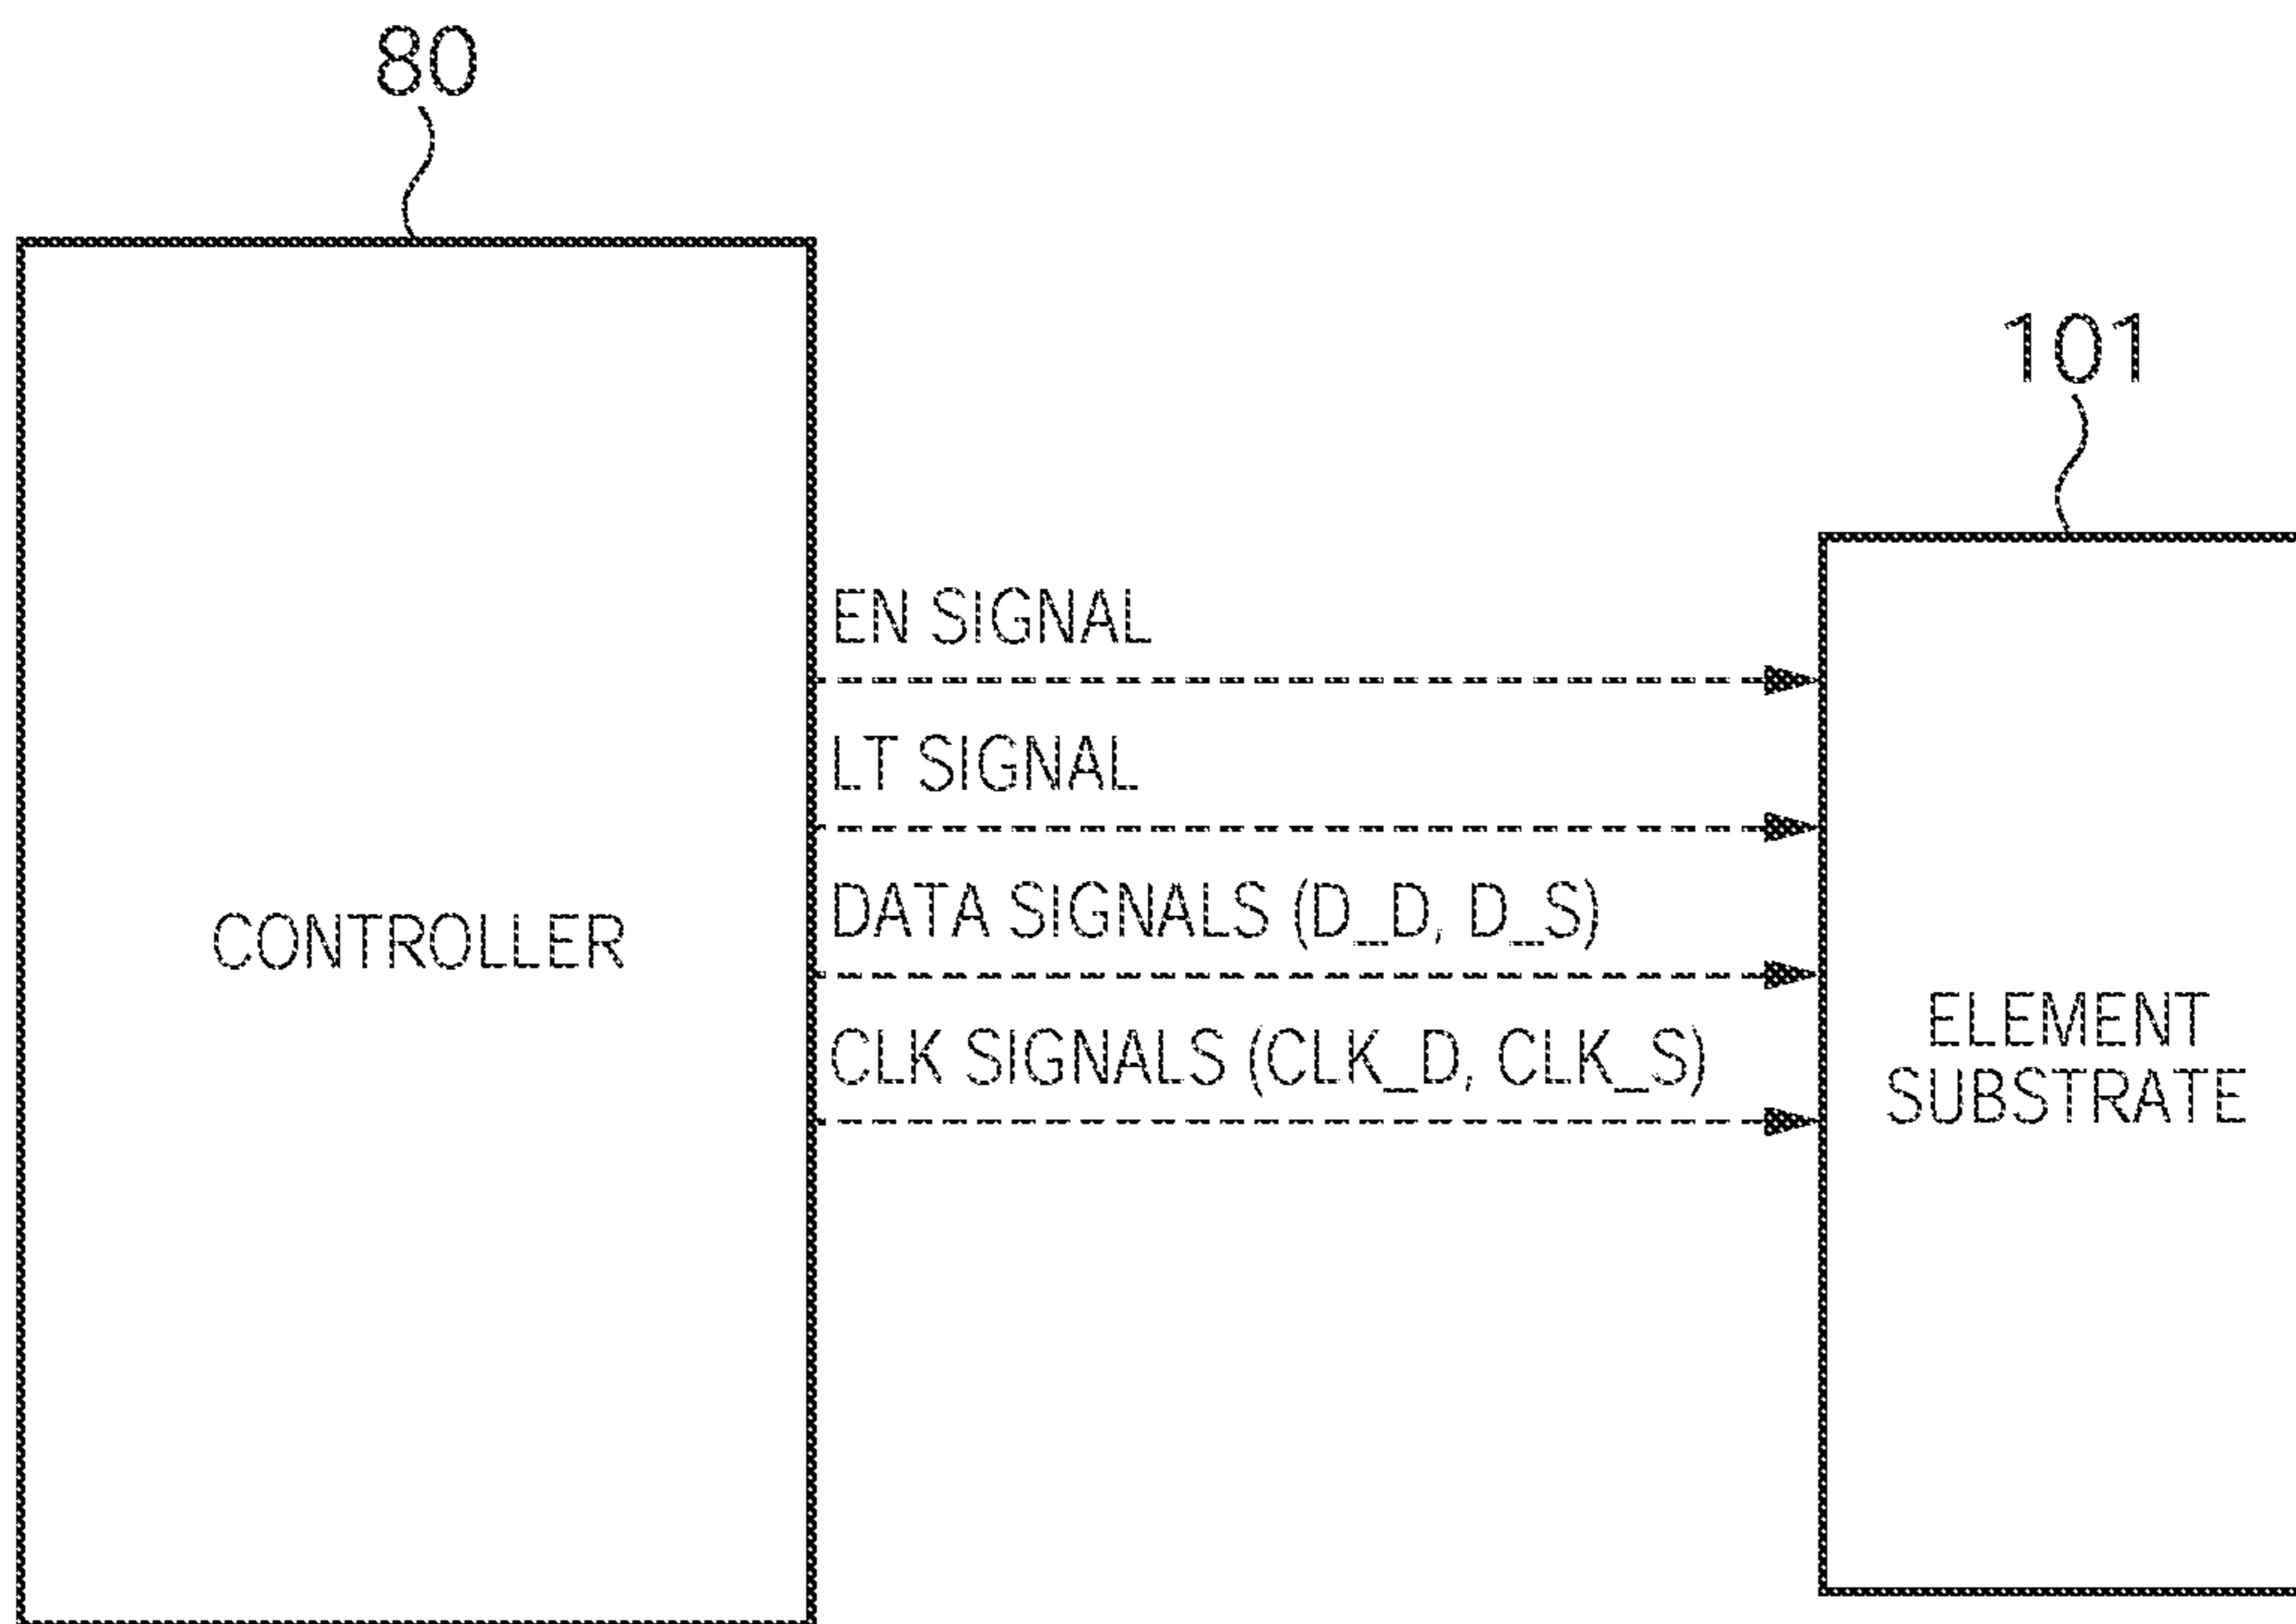 80
101
EN SIGNAL
LT SIGNAL
DATA SIGNALS (D_D, D_S)
CONTROLLER
CLK SIGNALS (CLK_D, CLK_S)
ELEMENT
SUBSTRATE